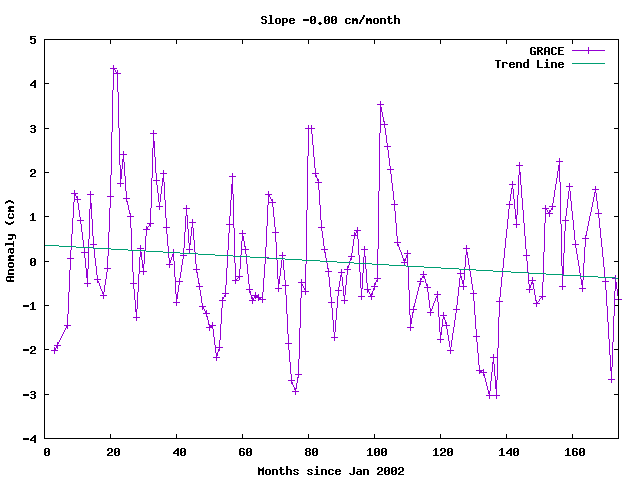 Slope -0.00 cm/month
GRACE
Trend Line
5
4
3
2
1
0
-1
-2
-3
-4
Anomaly (cm)
0 20 40 60 80 100 120 140 160
Months since Jan 2002